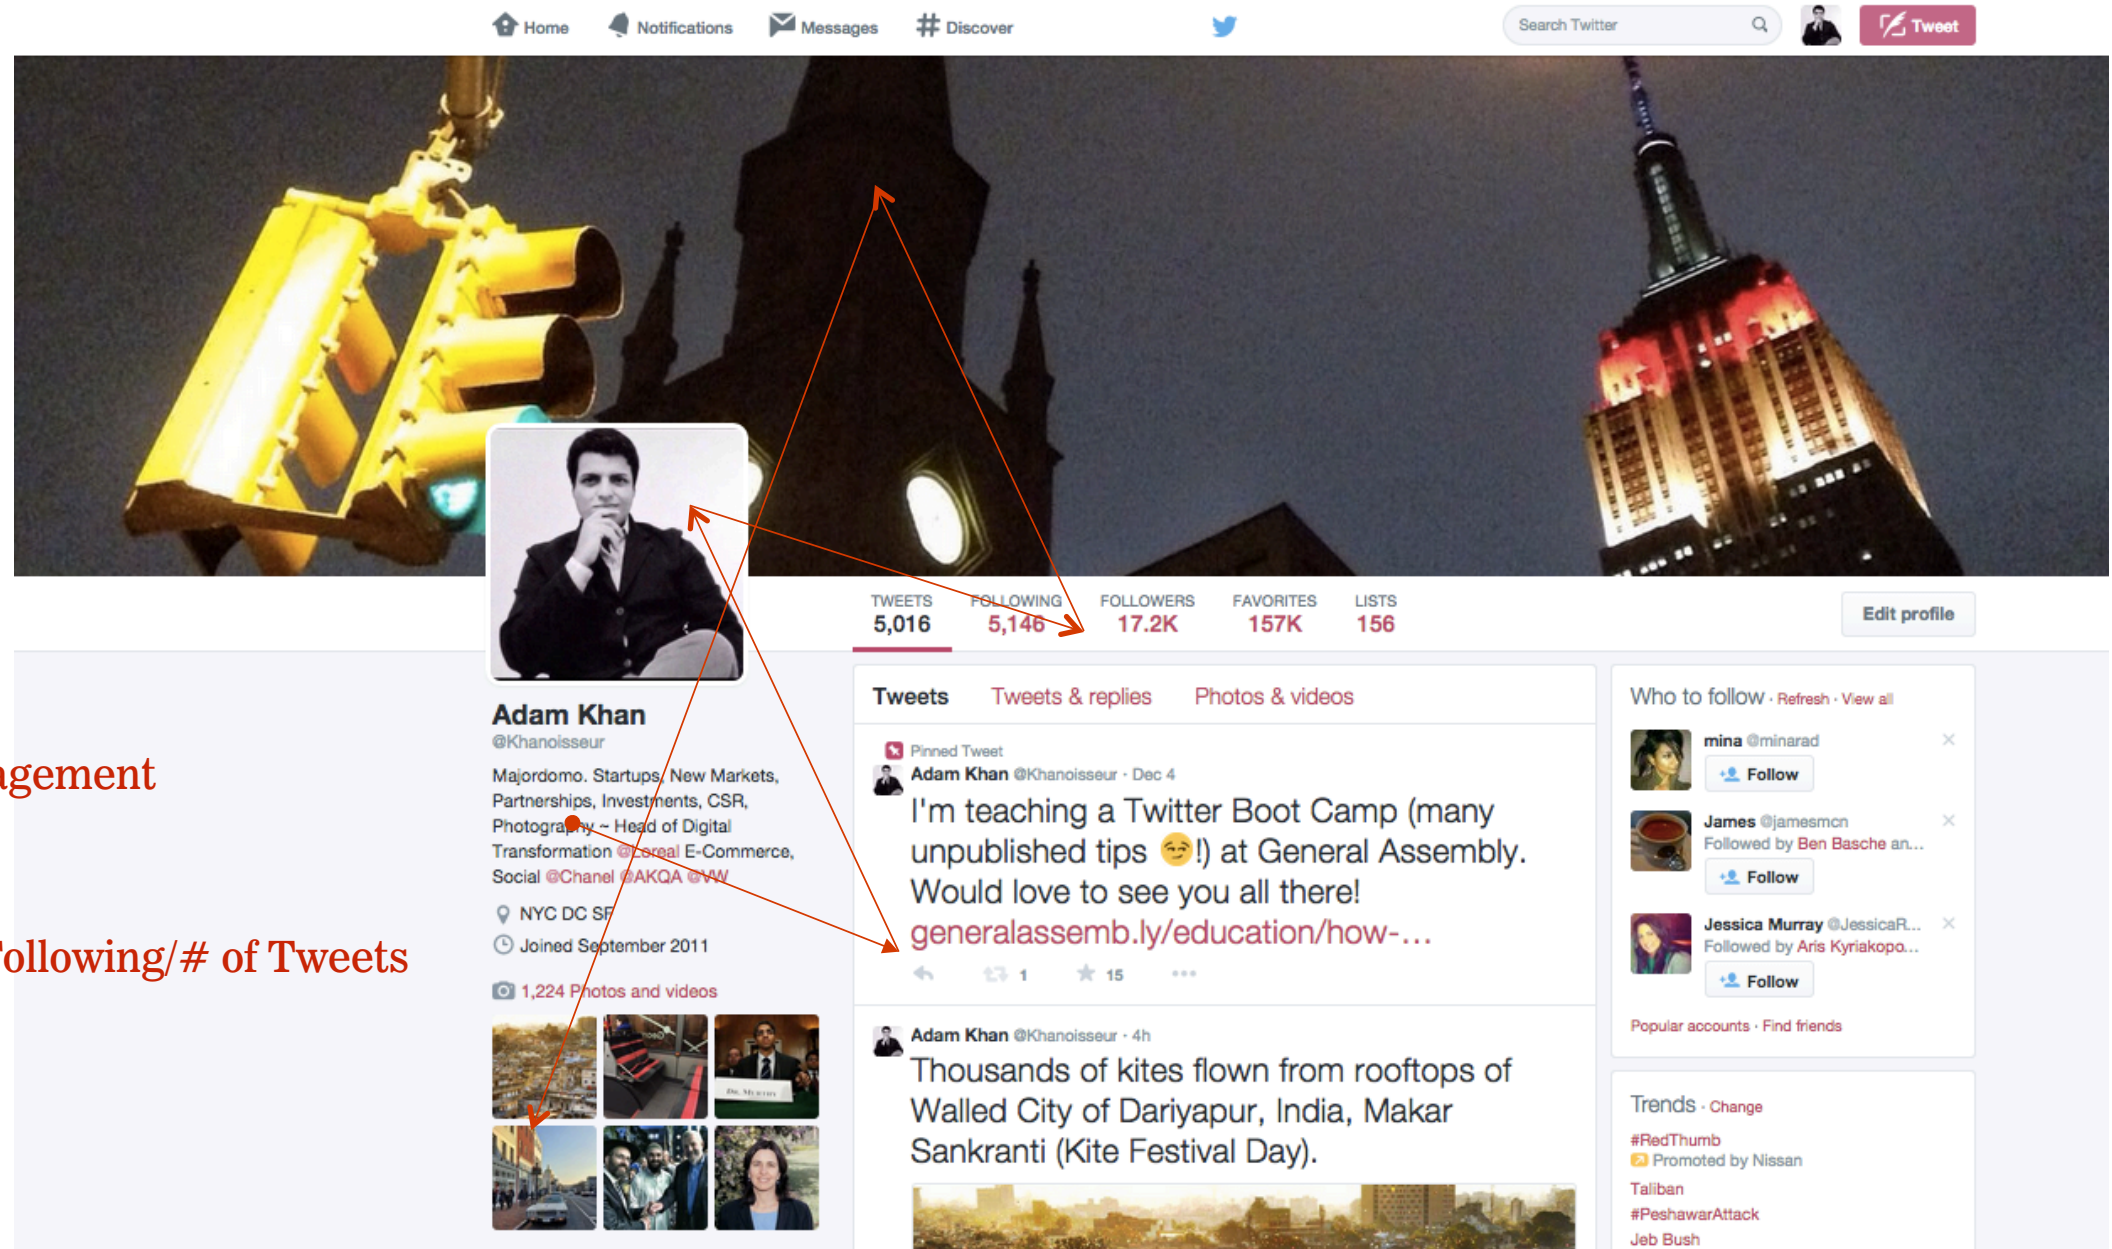 Home Notifications Messages # Discover
Search Twitter
Tweet
TWEETS FOLLOWING FOLLOWERS FAVORITES LISTS
5,016 5,146 17.2K 157K 156
Edit profile
Adam Khan
@Khanoisseur
Majordomo. Startups, New Markets,
Partnerships, Investments, CSR,
Photography ~ Head of Digital
Transformation @Loreal E-Commerce,
Social @Chanel @AKQA @VW
NYC DC SF
Joined September 2011
1,224 Photos and videos
DR. MURTHY
agement
Following/# of Tweets
Tweets Tweets & replies Photos & videos
Pinned Tweet
Adam Khan @Khanoisseur · Dec 4
I'm teaching a Twitter Boot Camp (many
unpublished tips 😏!) at General Assembly.
Would love to see you all there!
generalassemb.ly/education/how-…
1 15
Adam Khan @Khanoisseur · 4h
Thousands of kites flown from rooftops of
Walled City of Dariyapur, India, Makar
Sankranti (Kite Festival Day).
Who to follow · Refresh · View all
mina @minarad
Follow
James @jamesmcn
Followed by Ben Basche an...
Follow
Jessica Murray @JessicaR...
Followed by Aris Kyriakopo...
Follow
Popular accounts · Find friends
Trends · Change
#RedThumb
Promoted by Nissan
Taliban
#PeshawarAttack
Jeb Bush